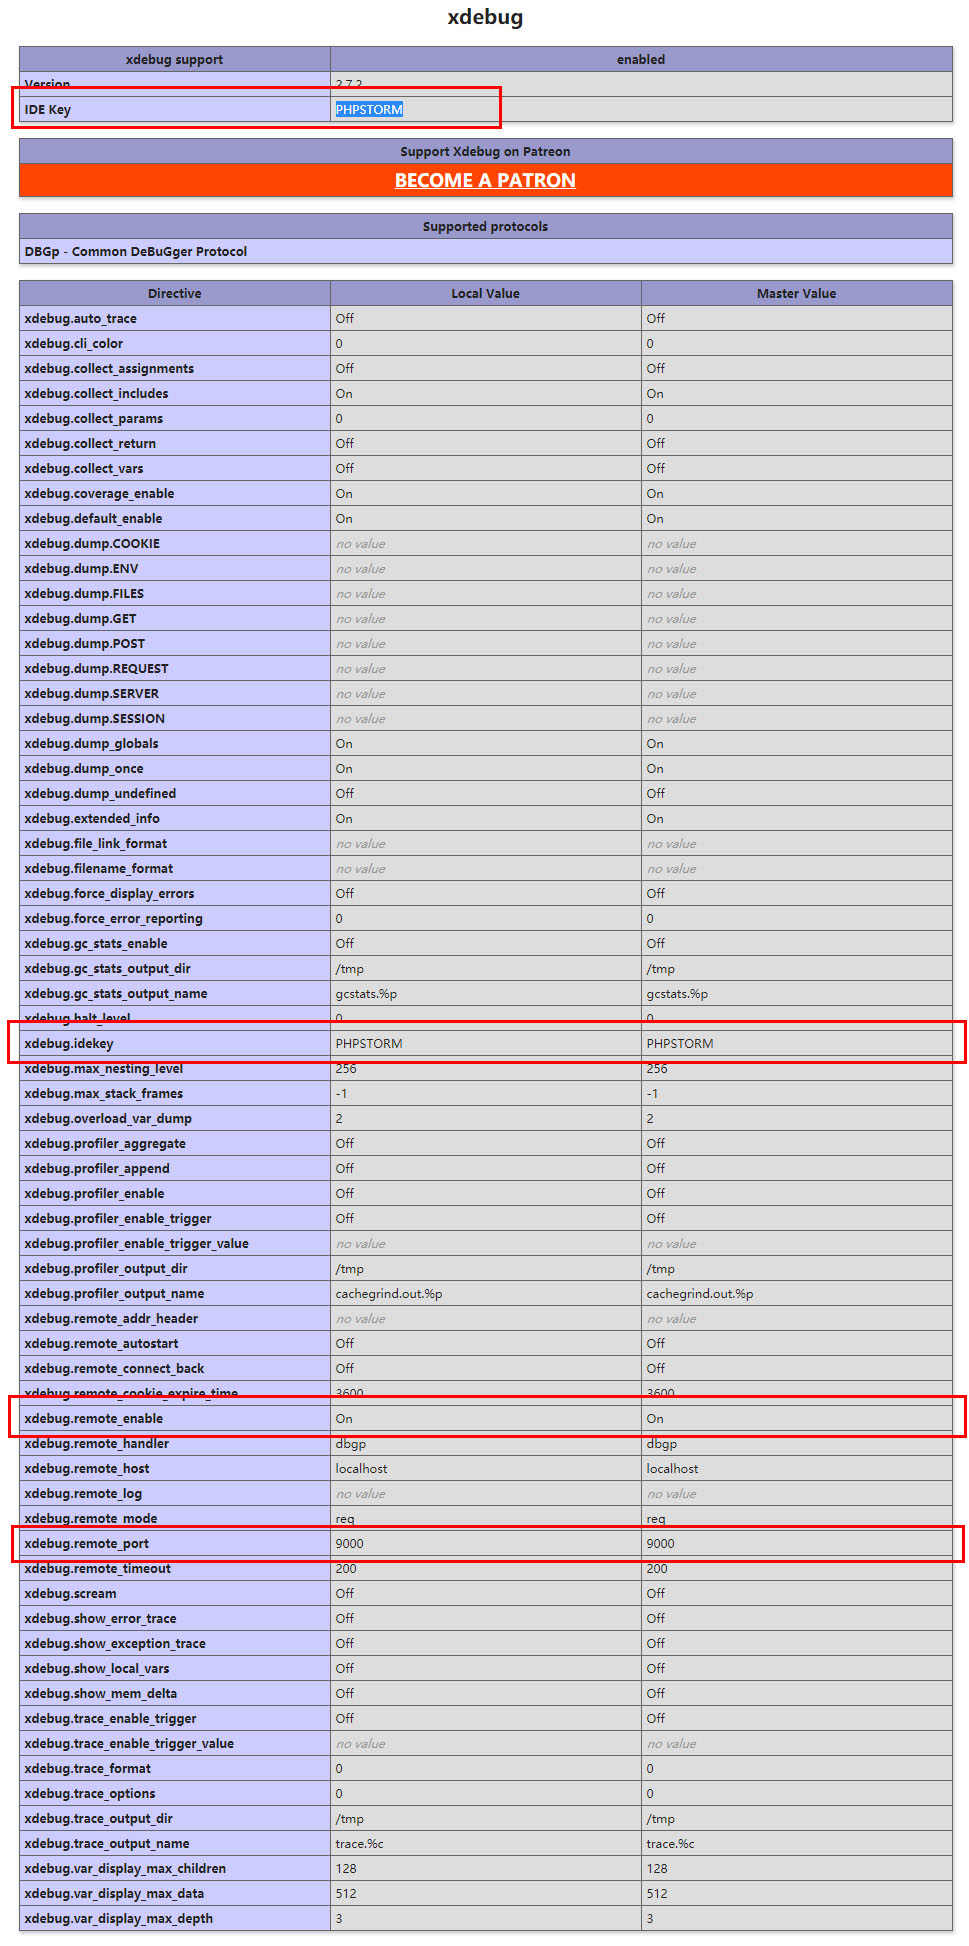 xdebug
xdebug support enabled
Version 2.7.2
IDE Key PHPSTORM
Support Xdebug on Patreon
BECOME A PATRON
Supported protocols
DBGp - Common DeBuGger Protocol
Directive Local Value Master Value
xdebug.auto_trace Off Off
xdebug.cli_color 0 0
xdebug.collect_assignments Off Off
xdebug.collect_includes On On
xdebug.collect_params 0 0
xdebug.collect_return Off Off
xdebug.collect_vars Off Off
xdebug.coverage_enable On On
xdebug.default_enable On On
xdebug.dump.COOKIE no value no value
xdebug.dump.ENV no value no value
xdebug.dump.FILES no value no value
xdebug.dump.GET no value no value
xdebug.dump.POST no value no value
xdebug.dump.REQUEST no value no value
xdebug.dump.SERVER no value no value
xdebug.dump.SESSION no value no value
xdebug.dump_globals On On
xdebug.dump_once On On
xdebug.dump_undefined Off Off
xdebug.extended_info On On
xdebug.file_link_format no value no value
xdebug.filename_format no value no value
xdebug.force_display_errors Off Off
xdebug.force_error_reporting 0 0
xdebug.gc_stats_enable Off Off
xdebug.gc_stats_output_dir /tmp /tmp
xdebug.gc_stats_output_name gcstats.%p gcstats.%p
xdebug.halt_level 0 0
xdebug.idekey PHPSTORM PHPSTORM
xdebug.max_nesting_level 256 256
xdebug.max_stack_frames -1 -1
xdebug.overload_var_dump 2 2
xdebug.profiler_aggregate Off Off
xdebug.profiler_append Off Off
xdebug.profiler_enable Off Off
xdebug.profiler_enable_trigger Off Off
xdebug.profiler_enable_trigger_value no value no value
xdebug.profiler_output_dir /tmp /tmp
xdebug.profiler_output_name cachegrind.out.%p cachegrind.out.%p
xdebug.remote_addr_header no value no value
xdebug.remote_autostart Off Off
xdebug.remote_connect_back Off Off
xdebug.remote_cookie_expire_time 3600 3600
xdebug.remote_enable On On
xdebug.remote_handler dbgp dbgp
xdebug.remote_host localhost localhost
xdebug.remote_log no value no value
xdebug.remote_mode req req
xdebug.remote_port 9000 9000
xdebug.remote_timeout 200 200
xdebug.scream Off Off
xdebug.show_error_trace Off Off
xdebug.show_exception_trace Off Off
xdebug.show_local_vars Off Off
xdebug.show_mem_delta Off Off
xdebug.trace_enable_trigger Off Off
xdebug.trace_enable_trigger_value no value no value
xdebug.trace_format 0 0
xdebug.trace_options 0 0
xdebug.trace_output_dir /tmp /tmp
xdebug.trace_output_name trace.%c trace.%c
xdebug.var_display_max_children 128 128
xdebug.var_display_max_data 512 512
xdebug.var_display_max_depth 3 3